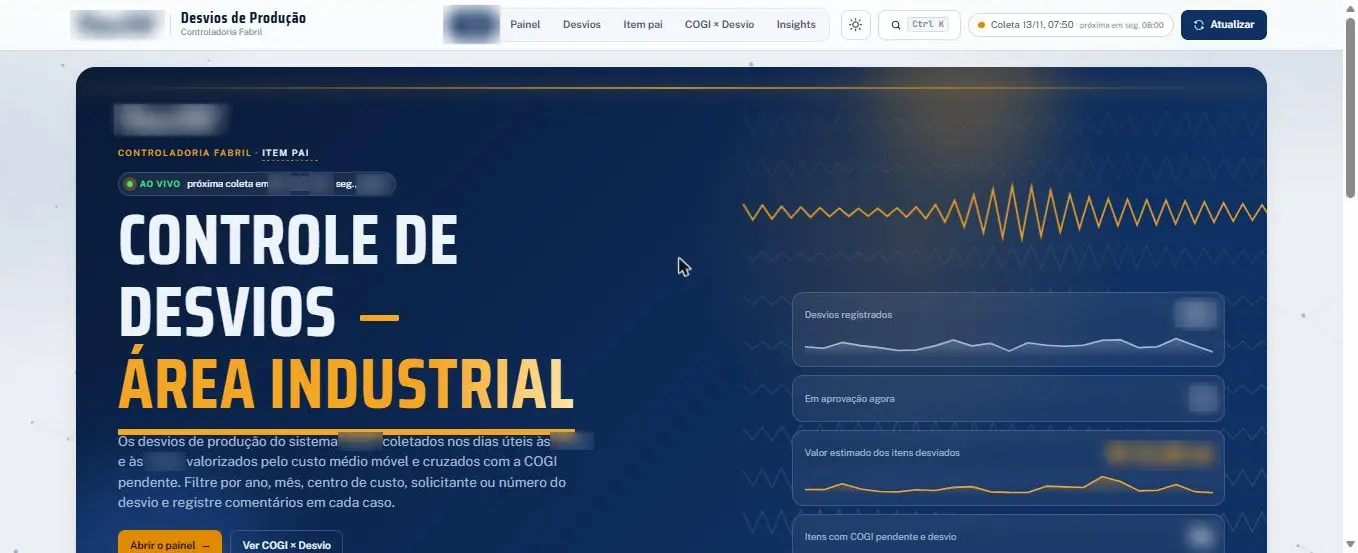 Desvios de Produção
Controladoria Fabril
Painel
Desvios
Item pai
COGI × Desvio
Insights
Ctrl K
Coleta 13/11, 07:50 · próxima em seg. 08:00
Atualizar
CONTROLADORIA FABRIL · ITEM PAI
AO VIVO próxima coleta em seg.,
CONTROLE DE
DESVIOS —
ÁREA INDUSTRIAL
Os desvios de produção do sistema coletados nos dias úteis às
e às valorizados pelo custo médio móvel e cruzados com a COGI
pendente. Filtre por ano, mês, centro de custo, solicitante ou número do
desvio e registre comentários em cada caso.
Abrir o painel →
Ver COGI × Desvio
Desvios registrados
Em aprovação agora
Valor estimado dos itens desviados
Itens com COGI pendente e desvio